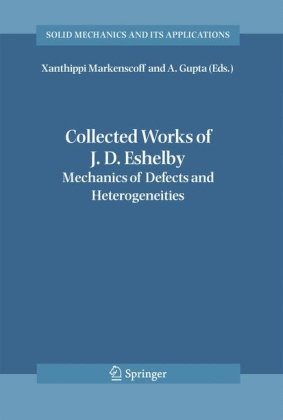 SOLID MECHANICS AND ITS APPLICATIONS
Xanthippi Markenscoff and A. Gupta (Eds.)
Collected Works of
J. D. Eshelby
Mechanics of Defects and
Heterogeneities
Springer